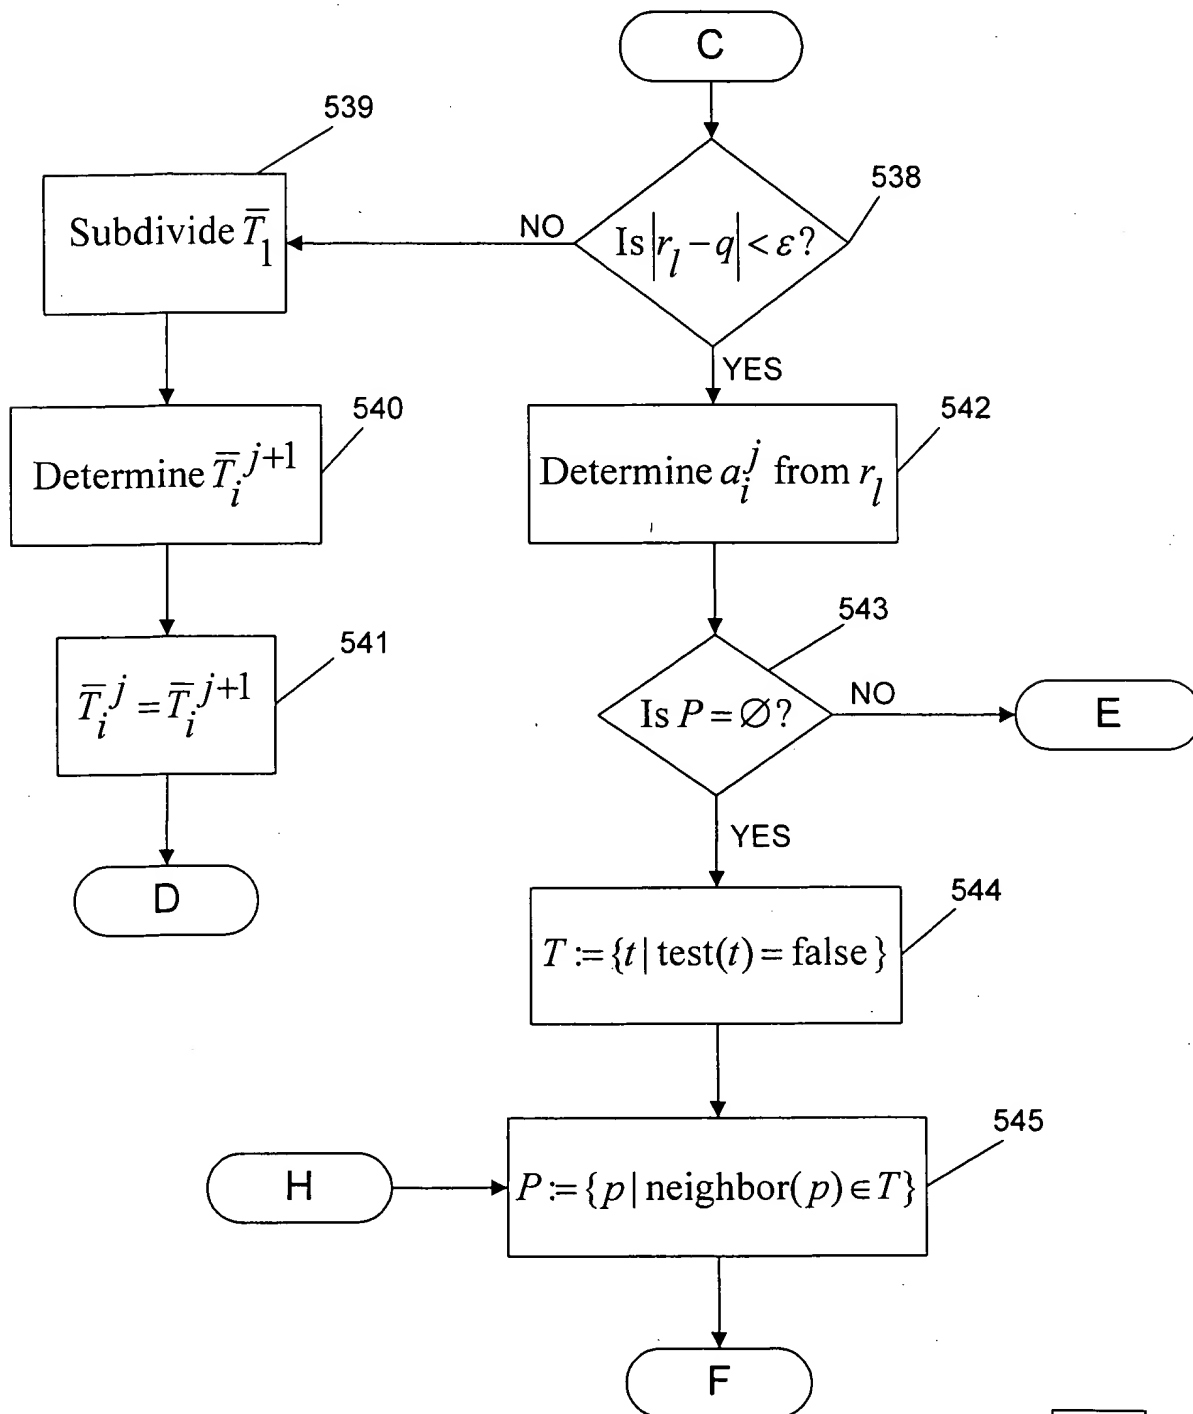 C
539
538
Subdivide T̅₁
NO
Is |r_l − q| < ε?
YES
540
542
Determine T̅_i^{j+1}
Determine a_i^j from r_l
541
543
T̅_i^j = T̅_i^{j+1}
Is P = ∅?
NO
E
YES
D
544
T := {t | test(t) = false}
545
H
P := {p | neighbor(p) ∈ T}
F